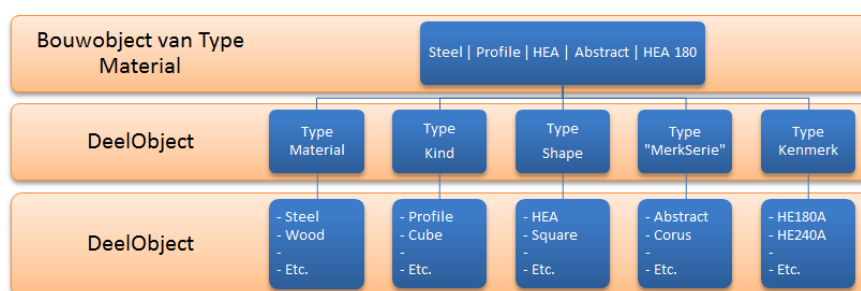 Bouwobject van Type
Material
Steel | Profile | HEA | Abstract | HEA 180
DeelObject
Type
Material
Type
Kind
Type
Shape
Type
"MerkSerie"
Type
Kenmerk
DeelObject
- Steel
- Wood
-
- Etc.
- Profile
- Cube
-
- Etc.
- HEA
- Square
-
- Etc.
- Abstract
- Corus
-
- Etc.
- HE180A
- HE240A
-
- Etc.